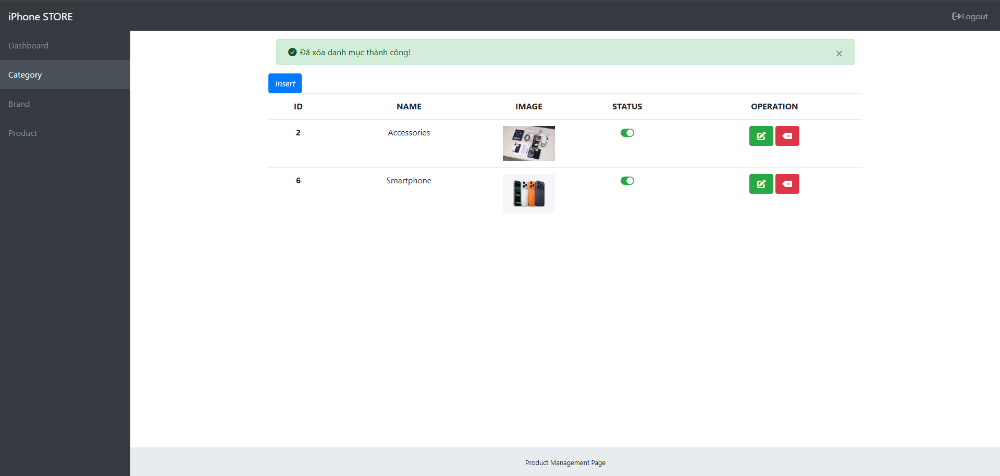 iPhone STORE
Logout
Dashboard
Category
Brand
Product
Đã xóa danh mục thành công!
×
Insert
ID NAME IMAGE STATUS OPERATION
2 Accessories
6 Smartphone
Product Management Page